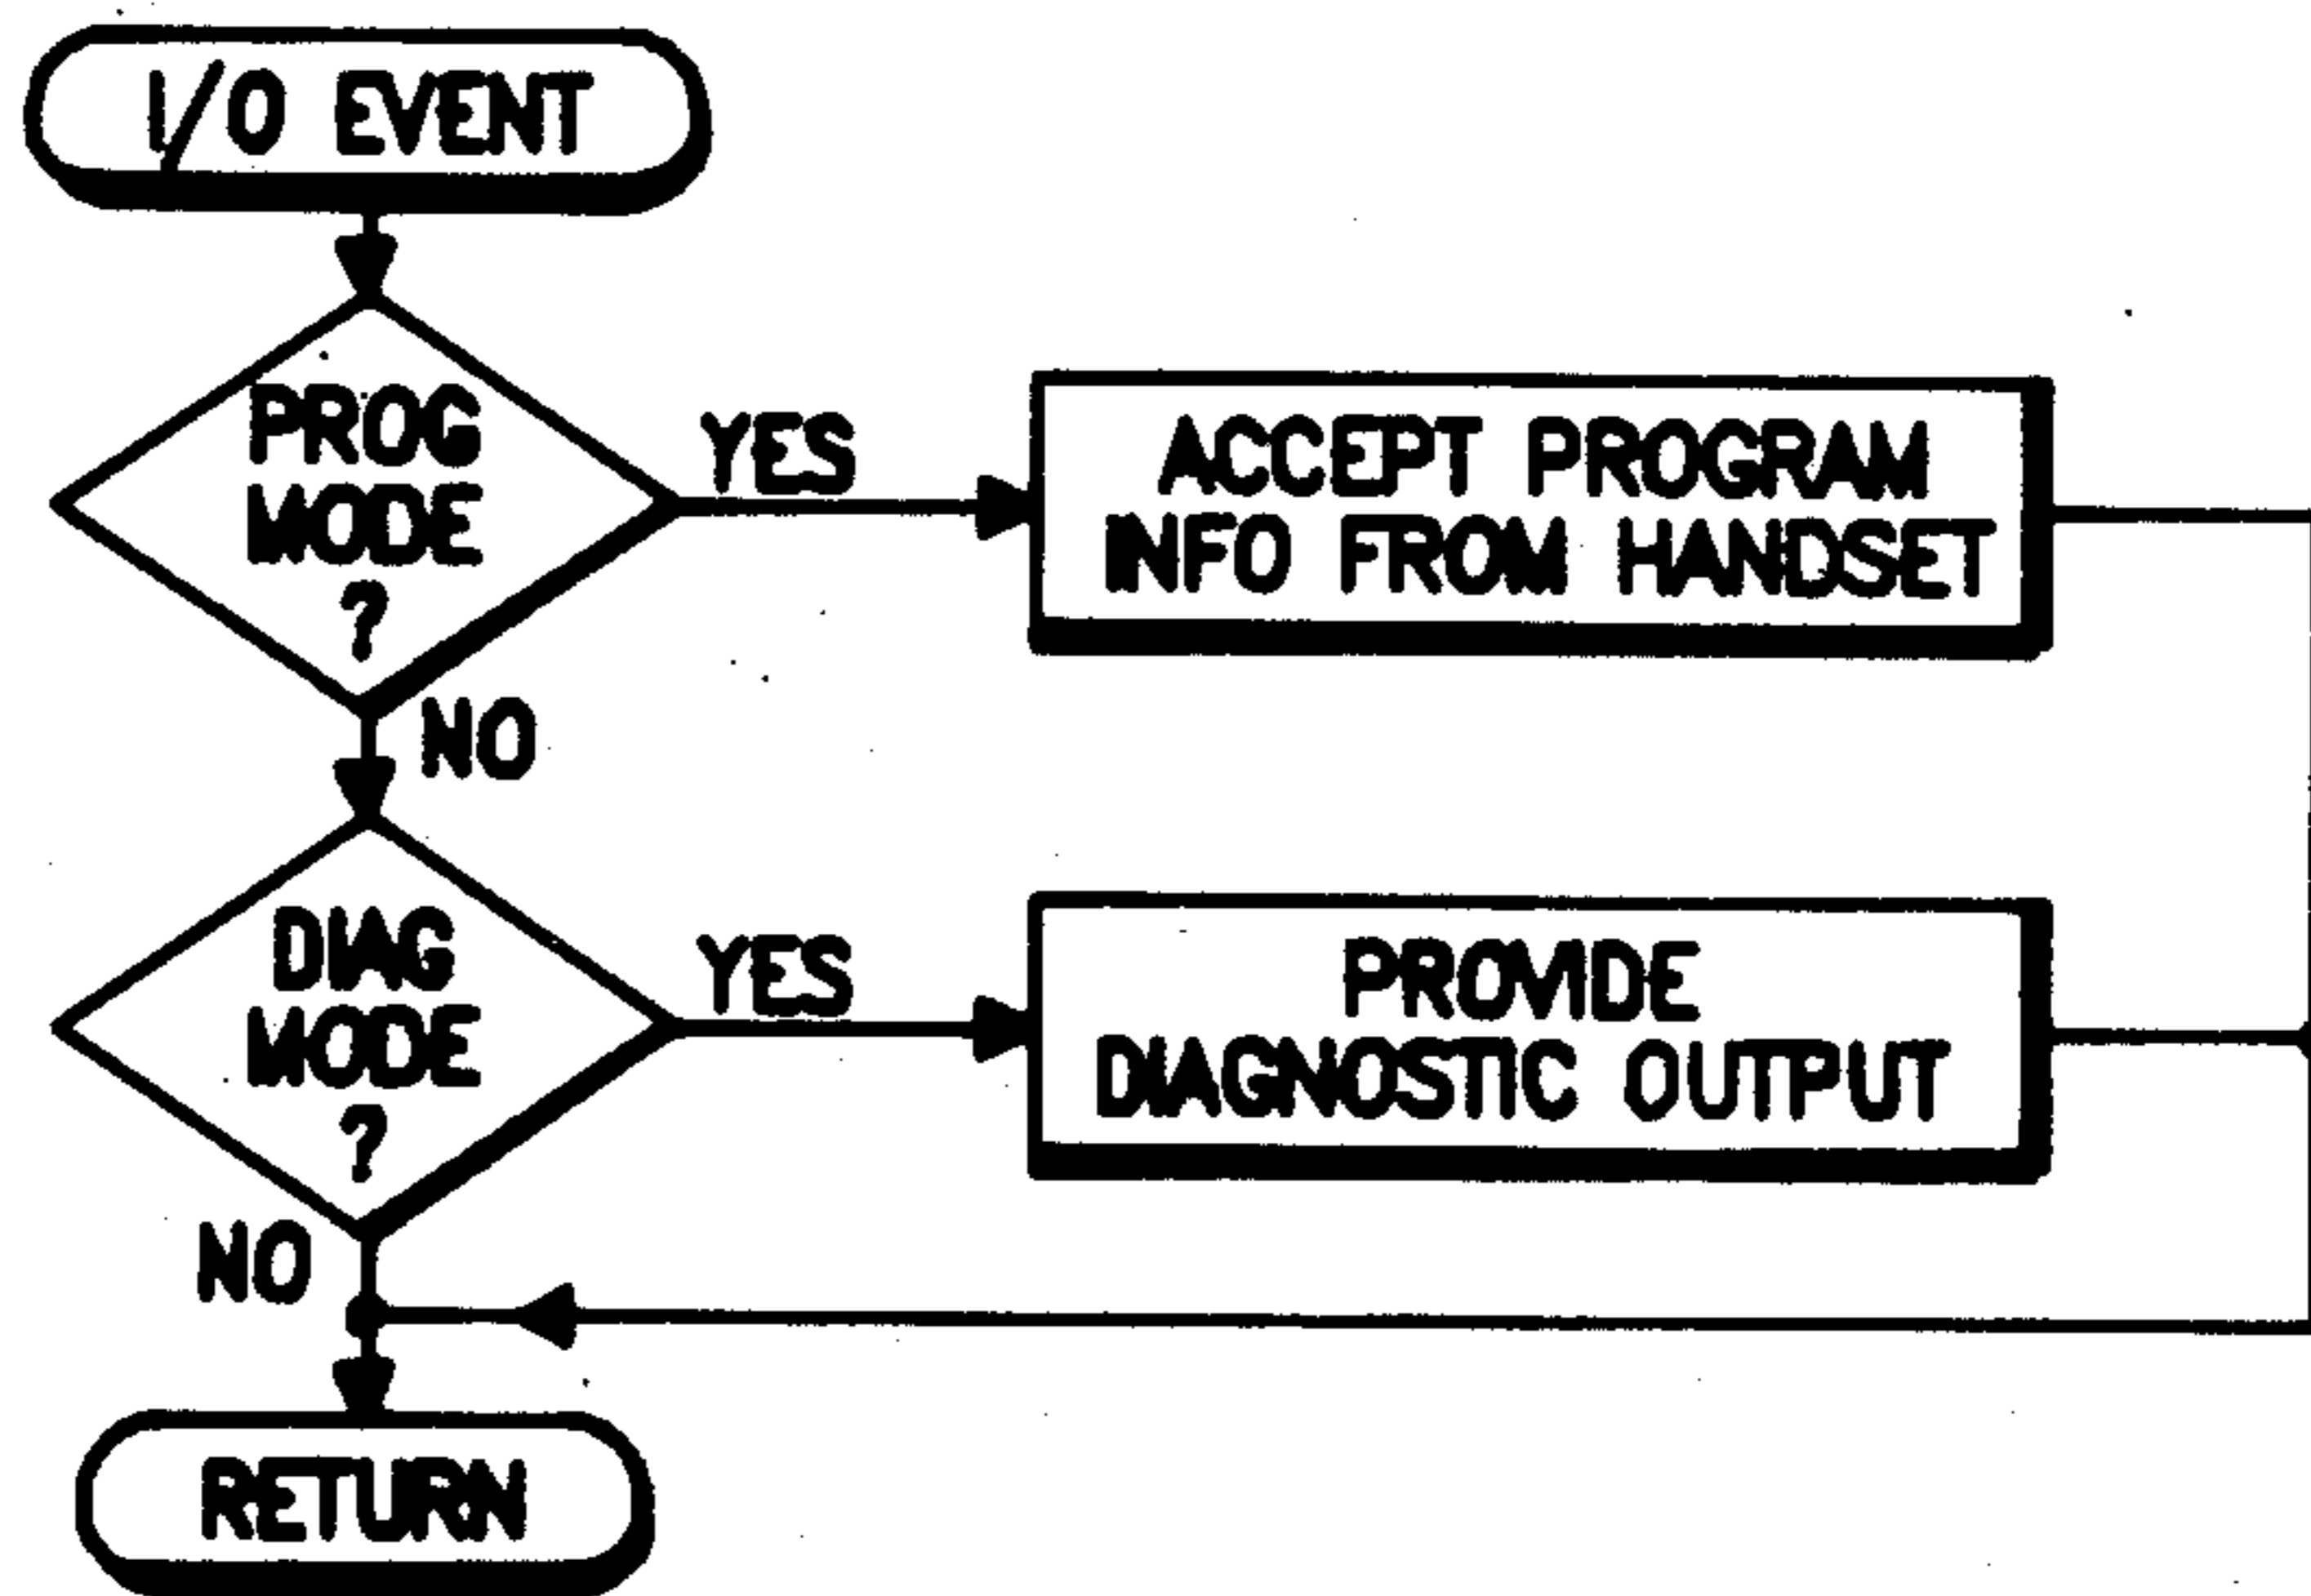 I/O EVENT
PROG
MODE
?
YES
ACCEPT PROGRAM
INFO FROM HANDSET
NO
DIAG
MODE
?
YES
PROVIDE
DIAGNOSTIC OUTPUT
NO
RETURN